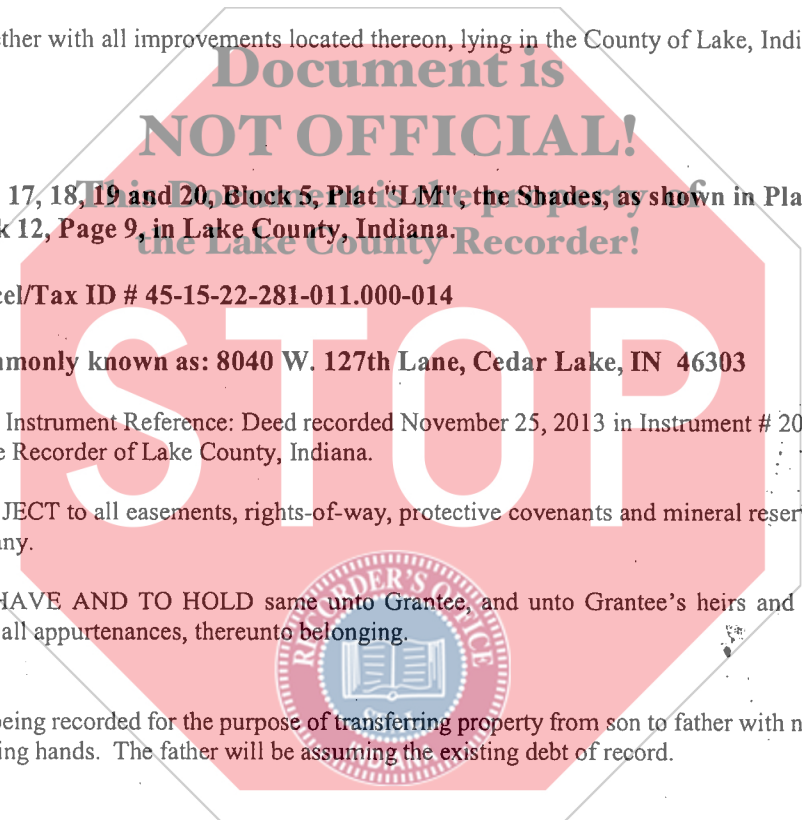 ther with all improvements located thereon, lying in the County of Lake, Indi
Document is
NOT OFFICIAL!
17, 18, 19 and 20, Block 5, Plat "LM", the Shades, as shown in Pla
This Document is the property of
k 12, Page 9, in Lake County, Indiana.
the Lake County Recorder!
cel/Tax ID # 45-15-22-281-011.000-014
STOP
monly known as: 8040 W. 127th Lane, Cedar Lake, IN 46303
Instrument Reference: Deed recorded November 25, 2013 in Instrument # 20
e Recorder of Lake County, Indiana.
JECT to all easements, rights-of-way, protective covenants and mineral reser
any.
HAVE AND TO HOLD same unto Grantee, and unto Grantee's heirs and
all appurtenances, thereunto belonging.
RECORDER'S OFFICE
SEAL
INDIANA
being recorded for the purpose of transferring property from son to father with n
ing hands. The father will be assuming the existing debt of record.